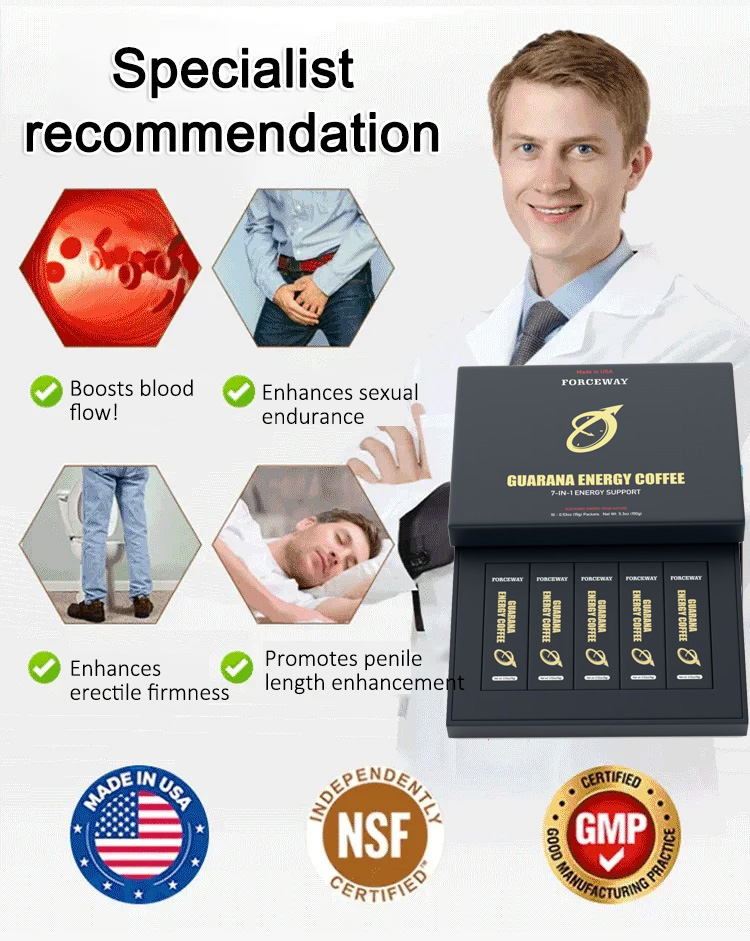 Specialist
recommendation
Boosts blood
flow!
Enhances sexual
endurance
Made in USA
FORCEWAY
GUARANA ENERGY COFFEE
7-IN-1 ENERGY SUPPORT
FORCEWAY
FORCEWAY
FORCEWAY
FORCEWAY
FORCEWAY
GUARANA
ENERGY COFFEE
GUARANA
ENERGY COFFEE
GUARANA
ENERGY COFFEE
GUARANA
ENERGY COFFEE
GUARANA
ENERGY COFFEE
Enhances
erectile firmness
Promotes penile
length enhancement
MADE IN USA
INDEPENDENTLY
NSF
CERTIFIED™
CERTIFIED
GMP
GOOD MANUFACTURING PRACTICE